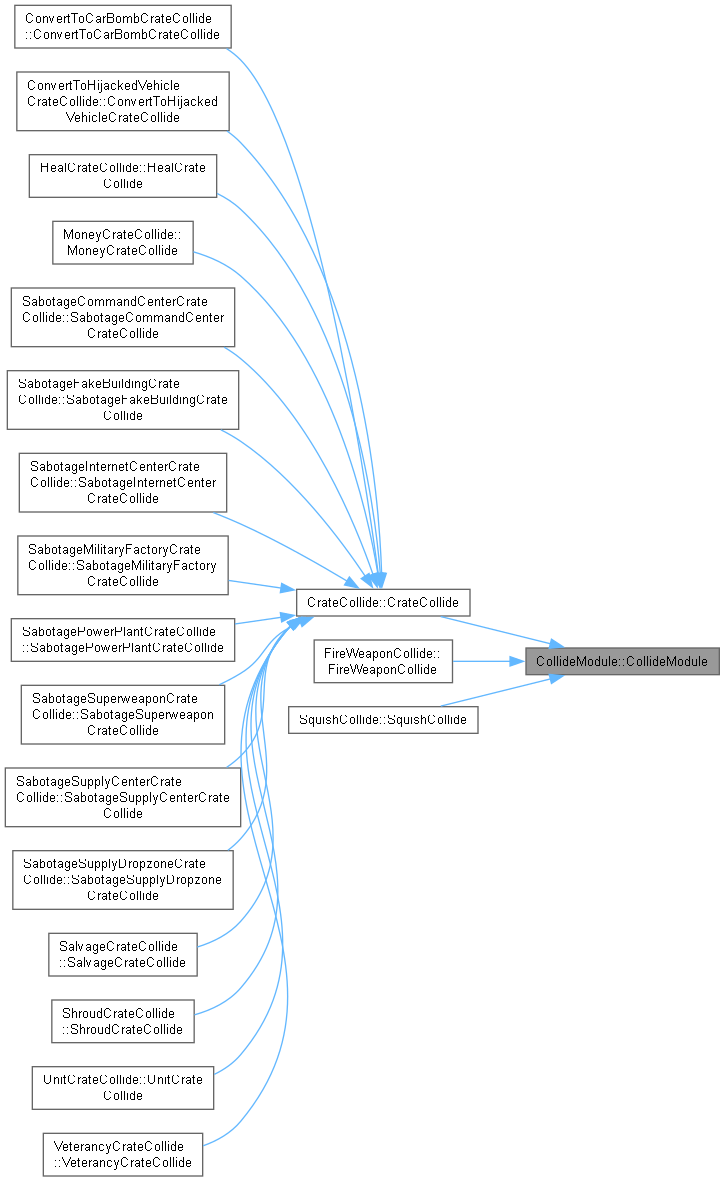 ConvertToCarBombCrateCollide
::ConvertToCarBombCrateCollide
ConvertToHijackedVehicle
CrateCollide::ConvertToHijacked
VehicleCrateCollide
HealCrateCollide::HealCrate
Collide
MoneyCrateCollide::
MoneyCrateCollide
SabotageCommandCenterCrate
Collide::SabotageCommandCenter
CrateCollide
SabotageFakeBuildingCrate
Collide::SabotageFakeBuildingCrate
Collide
SabotageInternetCenterCrate
Collide::SabotageInternetCenter
CrateCollide
SabotageMilitaryFactoryCrate
Collide::SabotageMilitaryFactory
CrateCollide
SabotagePowerPlantCrateCollide
::SabotagePowerPlantCrateCollide
SabotageSuperweaponCrate
Collide::SabotageSuperweapon
CrateCollide
SabotageSupplyCenterCrate
Collide::SabotageSupplyCenterCrate
Collide
SabotageSupplyDropzoneCrate
Collide::SabotageSupplyDropzone
CrateCollide
SalvageCrateCollide
::SalvageCrateCollide
ShroudCrateCollide
::ShroudCrateCollide
UnitCrateCollide::UnitCrate
Collide
VeterancyCrateCollide
::VeterancyCrateCollide
CrateCollide::CrateCollide
FireWeaponCollide::
FireWeaponCollide
SquishCollide::SquishCollide
CollideModule::CollideModule